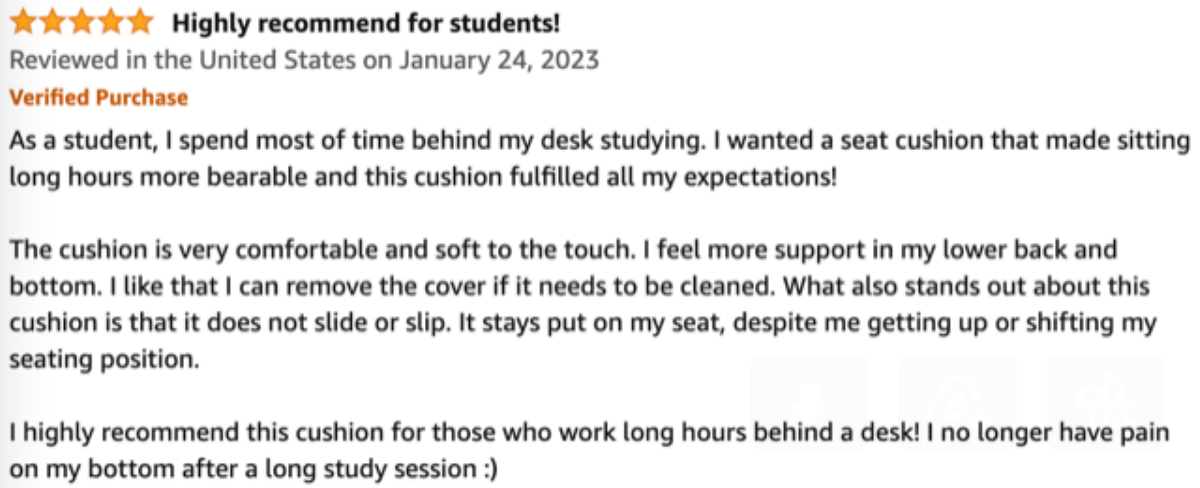 Highly recommend for students!
Reviewed in the United States on January 24, 2023
Verified Purchase
As a student, I spend most of time behind my desk studying. I wanted a seat cushion that made sitting
long hours more bearable and this cushion fulfilled all my expectations!
The cushion is very comfortable and soft to the touch. I feel more support in my lower back and
bottom. I like that I can remove the cover if it needs to be cleaned. What also stands out about this
cushion is that it does not slide or slip. It stays put on my seat, despite me getting up or shifting my
seating position.
I highly recommend this cushion for those who work long hours behind a desk! I no longer have pain
on my bottom after a long study session :)